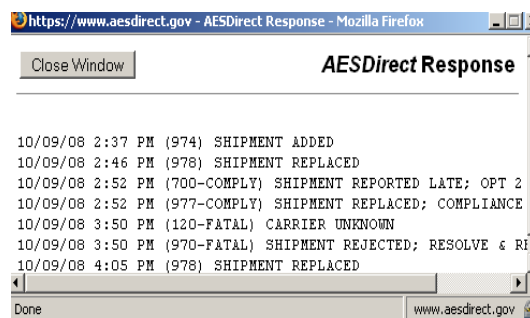 https://www.aesdirect.gov - AESDirect Response - Mozilla Firefox
Close Window
AESDirect Response
10/09/08 2:37 PM (974) SHIPMENT ADDED
10/09/08 2:46 PM (978) SHIPMENT REPLACED
10/09/08 2:52 PM (700-COMPLY) SHIPMENT REPORTED LATE; OPT 2
10/09/08 2:52 PM (977-COMPLY) SHIPMENT REPLACED; COMPLIANCE
10/09/08 3:50 PM (120-FATAL) CARRIER UNKNOWN
10/09/08 3:50 PM (970-FATAL) SHIPMENT REJECTED; RESOLVE & 
10/09/08 4:05 PM (978) SHIPMENT REPLACED
Done
www.aesdirect.gov